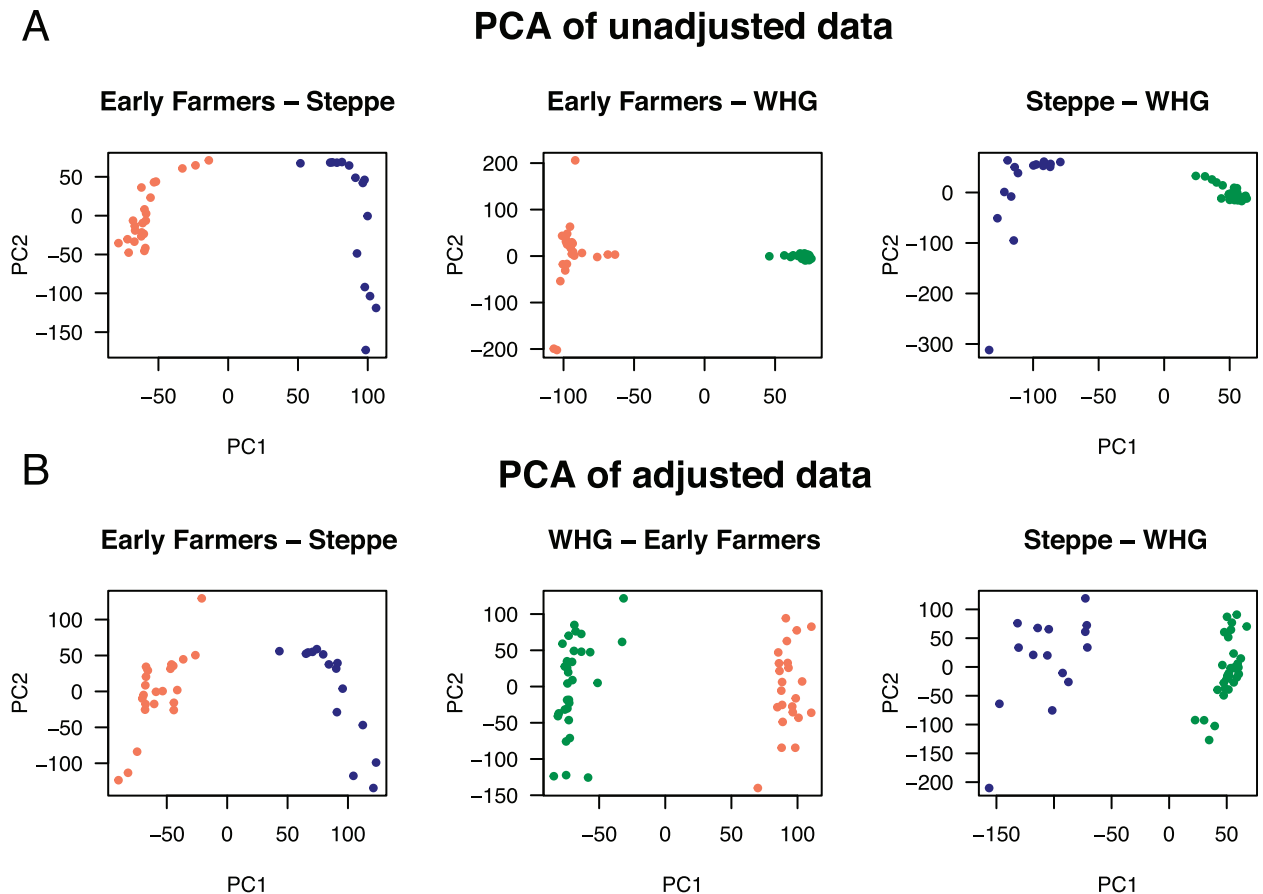 A
PCA of unadjusted data
Early Farmers – Steppe
Early Farmers – WHG
Steppe – WHG
PC2
50
0
−50
−100
−150
−50
0
50
100
PC1
PC2
200
100
0
−100
−200
−100
−50
0
50
PC2
0
−100
−200
−300
−100
−50
0
50
PC1
B
PCA of adjusted data
Early Farmers – Steppe
WHG – Early Farmers
Steppe – WHG
PC2
100
50
0
−50
−100
−50
0
50
100
PC1
PC2
100
50
0
−50
−100
−150
−50
0
50
100
PC1
PC2
100
50
0
−50
−100
−150
−200
−150
−50
0
50
PC1